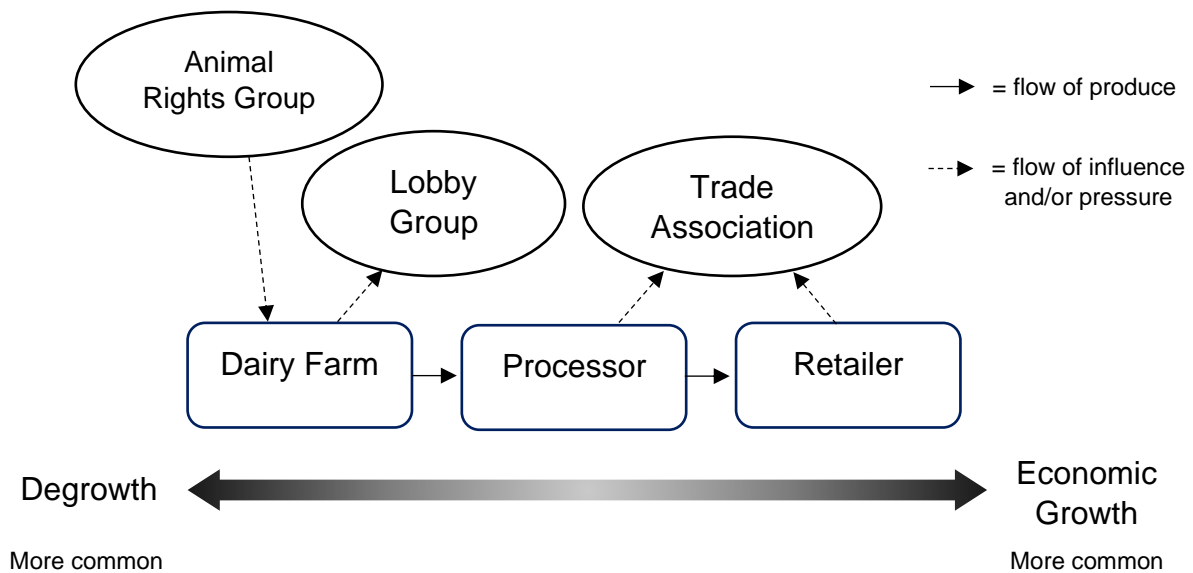 Animal
Rights Group
= flow of produce
Lobby
Group
Trade
Association
= flow of influence
and/or pressure
Dairy Farm
Processor
Retailer
Degrowth
Economic
Growth
More common
More common